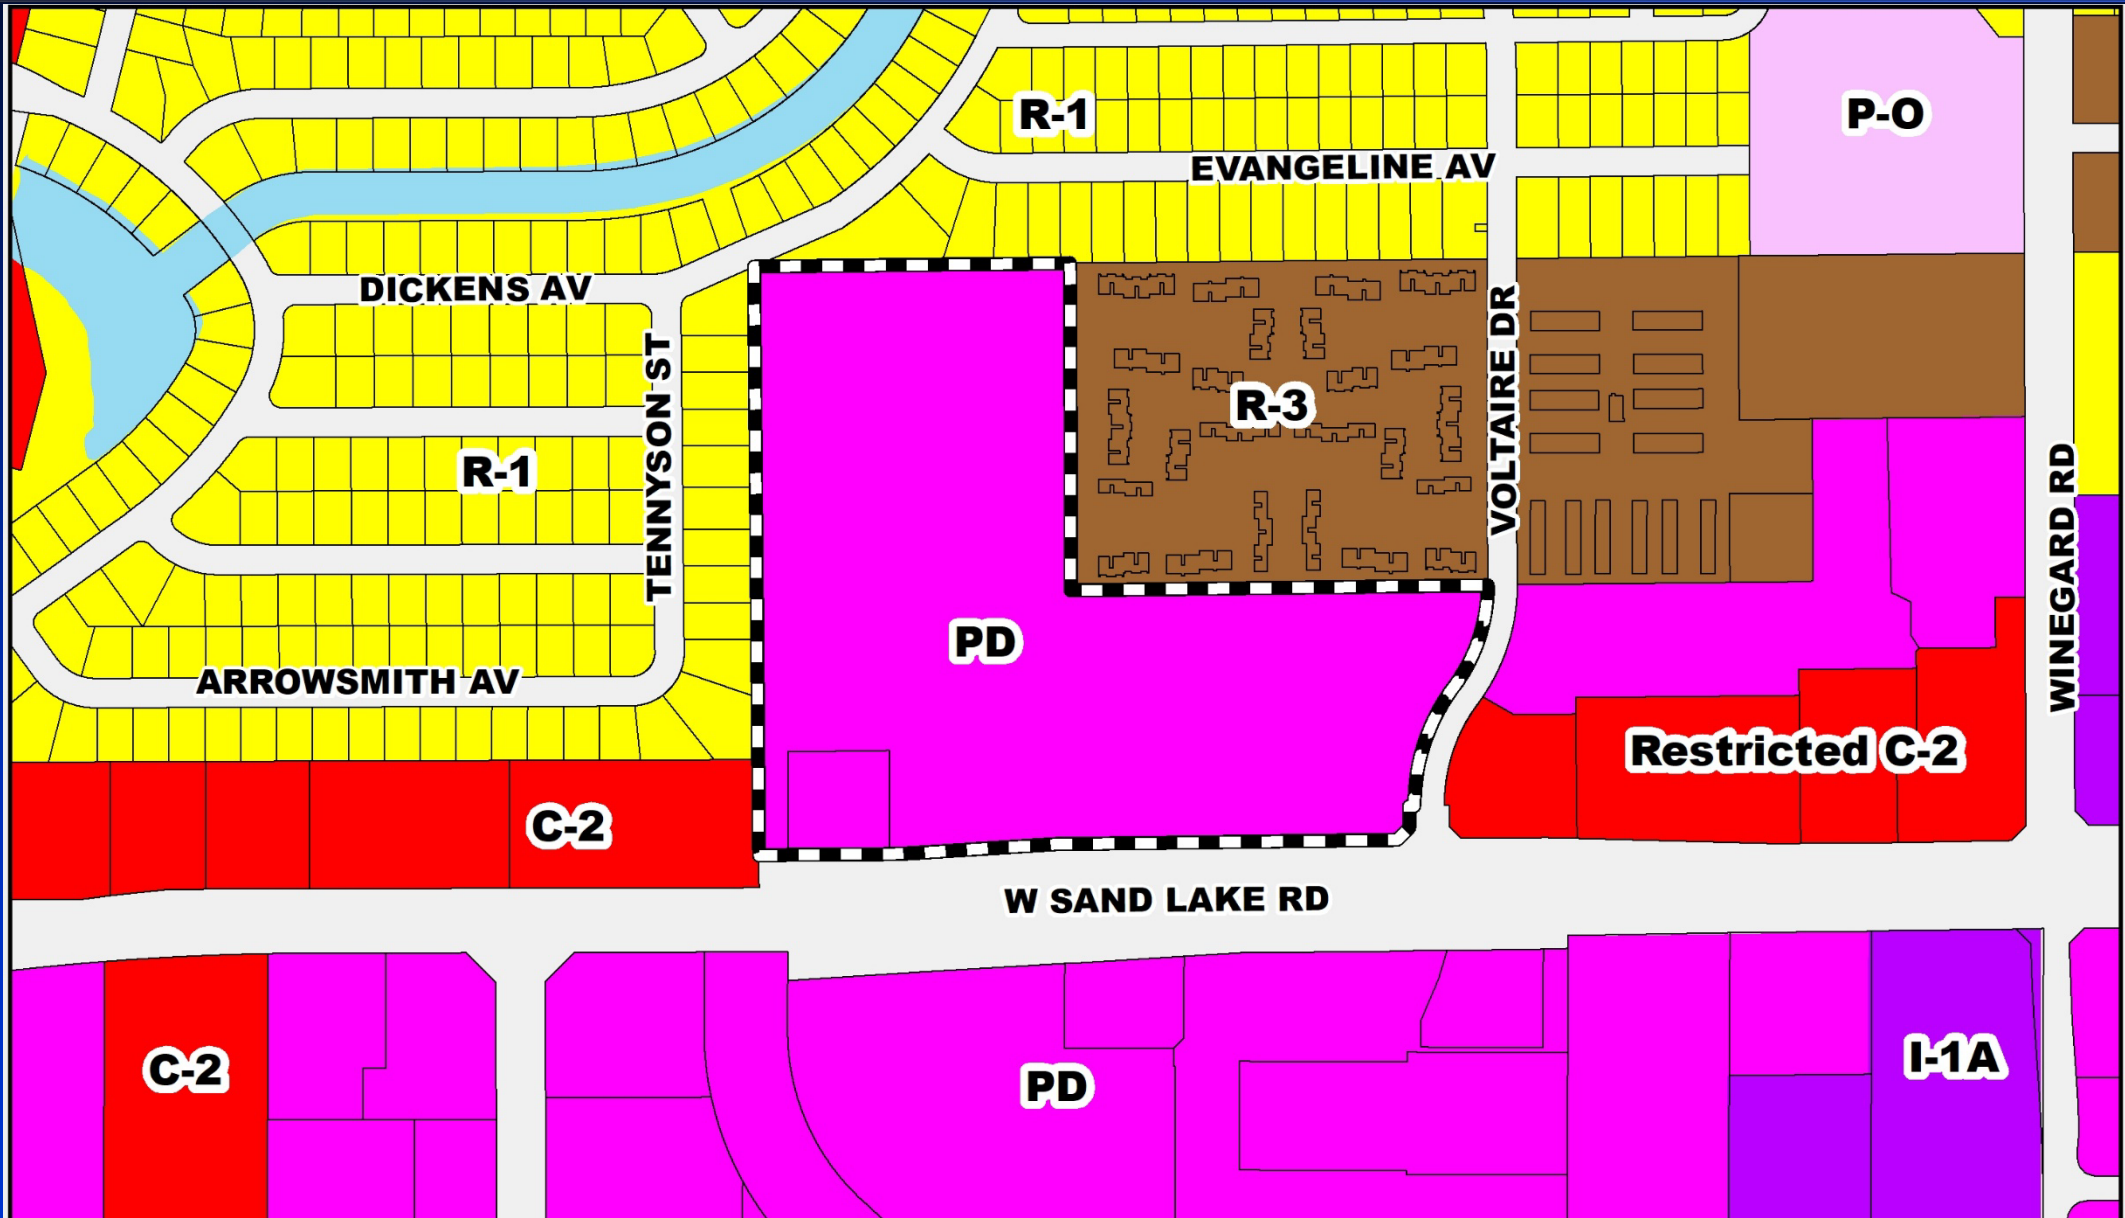 R-1
P-O
EVANGELINE AV
DICKENS AV
TENNYSON ST
R-3
VOLTAIRE DR
R-1
WINEGARD RD
PD
ARROWSMITH AV
Restricted C-2
C-2
W SAND LAKE RD
C-2
PD
I-1A